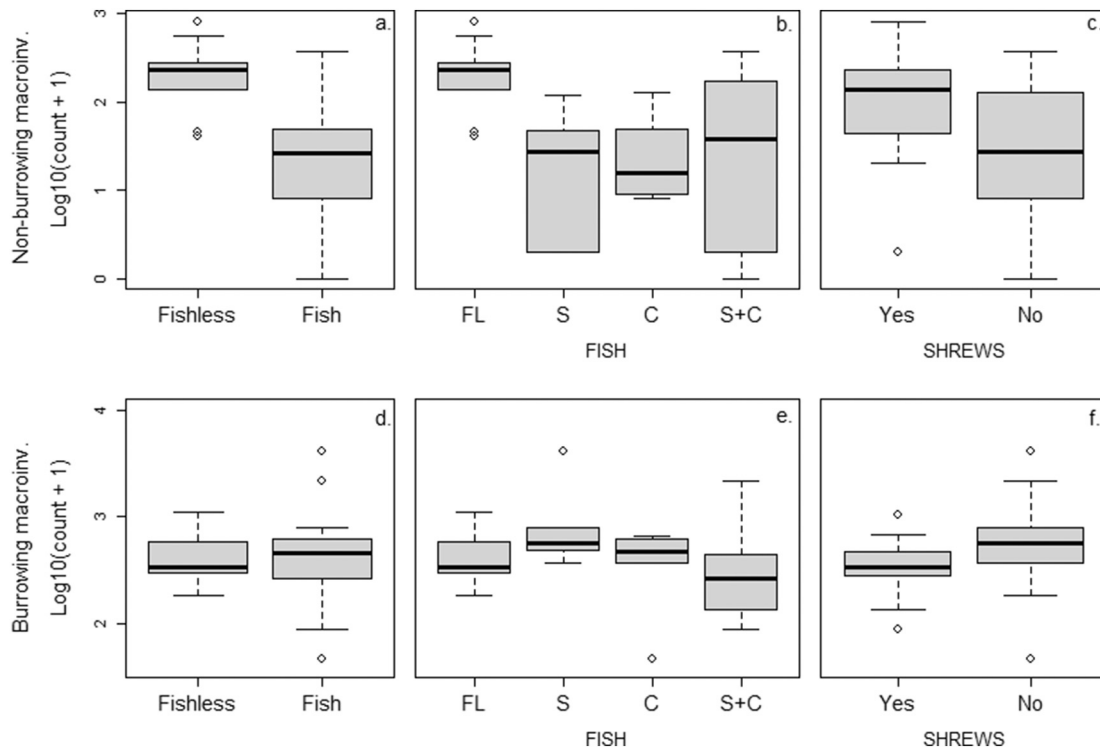 Non-burrowing macroinv.
Log10(count + 1)
3
2
1
0
a.
Fishless Fish
b.
FL S C S+C
FISH
c.
Yes No
SHREWS
Burrowing macroinv.
Log10(count + 1)
4
3
2
d.
Fishless Fish
e.
FL S C S+C
FISH
f.
Yes No
SHREWS